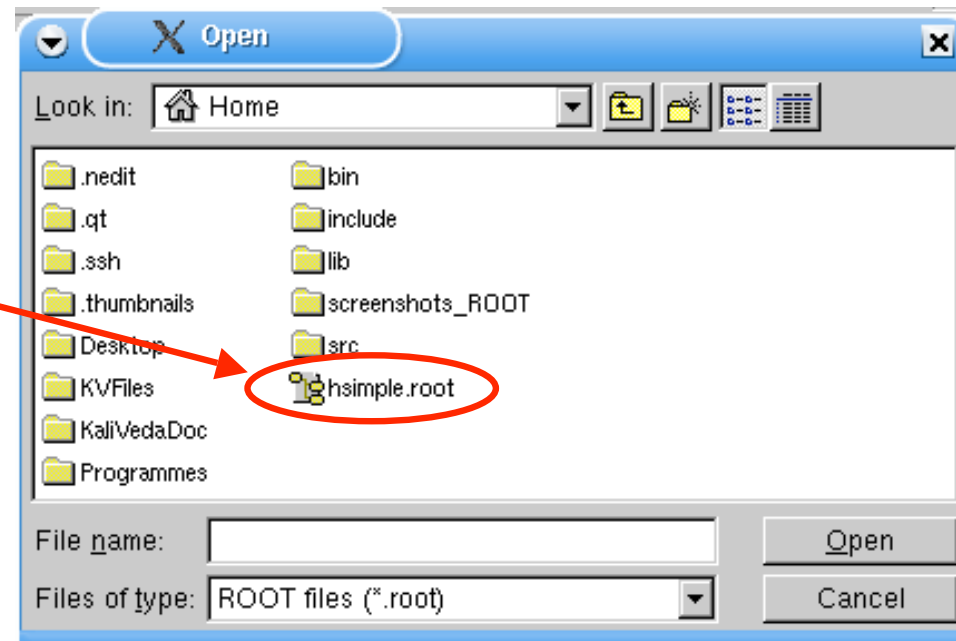 Open
Look in: Home
.nedit
.qt
.ssh
.thumbnails
Desktop
KVFiles
KaliVedaDoc
Programmes
bin
include
lib
screenshots_ROOT
src
hsimple.root
File name:
Open
Files of type: ROOT files (*.root)
Cancel